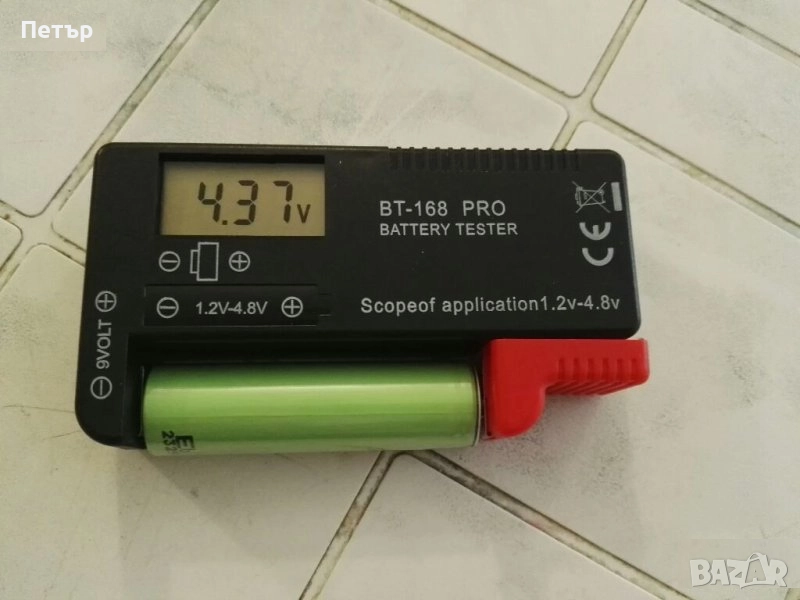 Петър
4.37v
BT-168 PRO
BATTERY TESTER
CE
1.2V-4.8V
Scopeof application1.2v-4.8v
9VOLT
BAZAR